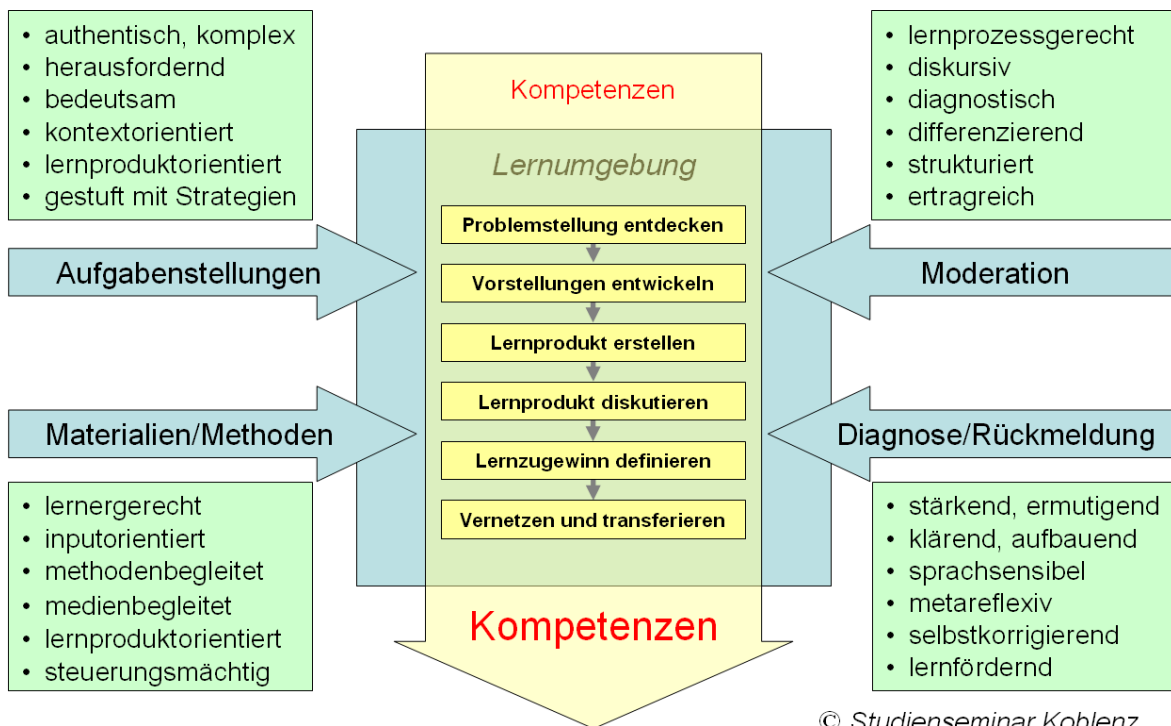 • authentisch, komplex
• herausfordernd
• bedeutsam
• kontextorientiert
• lernproduktorientiert
• gestuft mit Strategien
Aufgabenstellungen
Materialien/Methoden
• lernergerecht
• inputorientiert
• methodenbegleitet
• medienbegleitet
• lernproduktorientiert
• steuerungsmächtig
Kompetenzen
Lernumgebung
Problemstellung entdecken
Vorstellungen entwickeln
Lernprodukt erstellen
Lernprodukt diskutieren
Lernzugewinn definieren
Vernetzen und transferieren
Kompetenzen
• lernprozessgerecht
• diskursiv
• diagnostisch
• differenzierend
• strukturiert
• ertragreich
Moderation
Diagnose/Rückmeldung
• stärkend, ermutigend
• klärend, aufbauend
• sprachsensibel
• metareflexiv
• selbstkorrigierend
• lernfördernd
© Studienseminar Koblenz